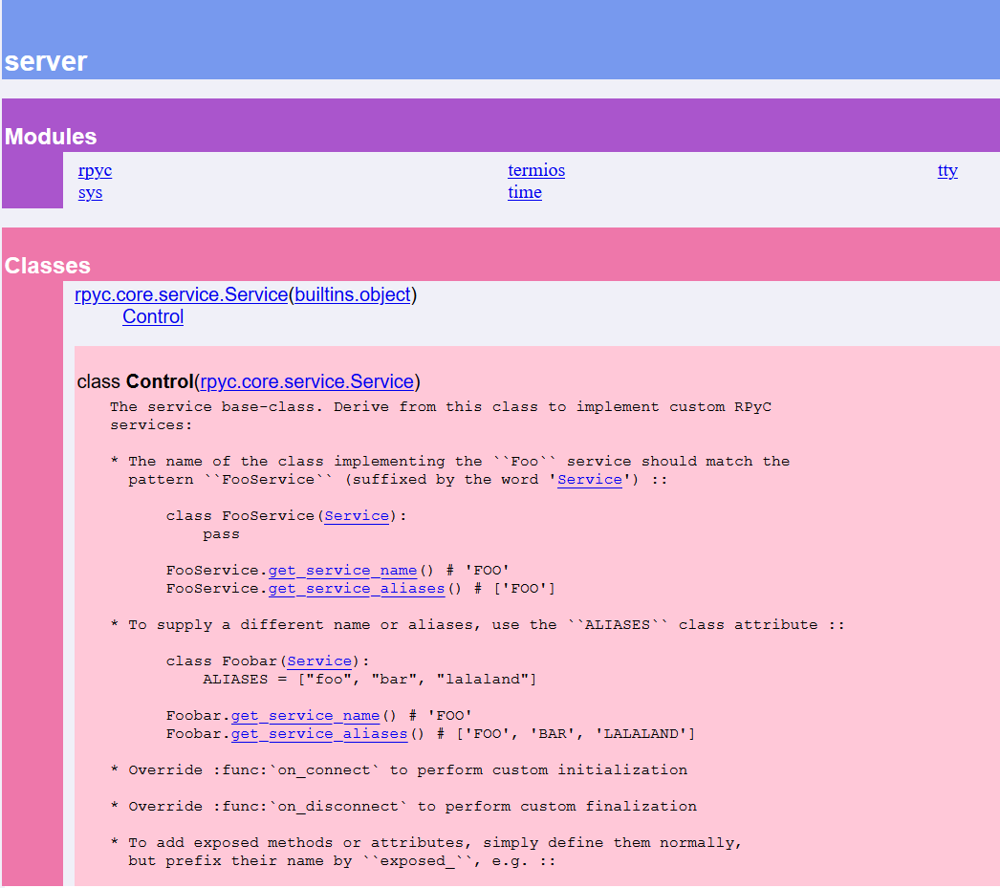 server
Modules
rpyc termios tty
sys time
Classes
rpyc.core.service.Service(builtins.object)
Control
class Control(rpyc.core.service.Service)
The service base-class. Derive from this class to implement custom RPyC
services:
* The name of the class implementing the ``Foo`` service should match the
pattern ``FooService`` (suffixed by the word 'Service') ::
class FooService(Service):
pass
FooService.get_service_name() # 'FOO'
FooService.get_service_aliases() # ['FOO']
* To supply a different name or aliases, use the ``ALIASES`` class attribute ::
class Foobar(Service):
ALIASES = ["foo", "bar", "lalaland"]
Foobar.get_service_name() # 'FOO'
Foobar.get_service_aliases() # ['FOO', 'BAR', 'LALALAND']
* Override :func:`on_connect` to perform custom initialization
* Override :func:`on_disconnect` to perform custom finalization
* To add exposed methods or attributes, simply define them normally,
but prefix their name by ``exposed_``, e.g. ::